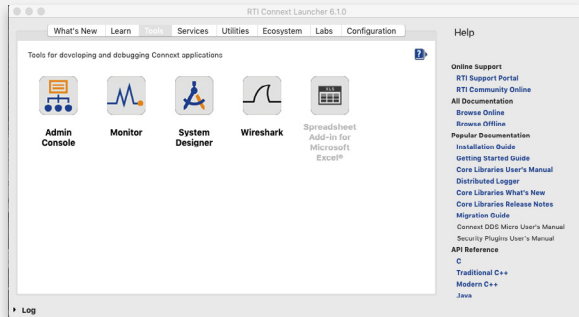 RTI Connext Launcher 6.1.0
What's New Learn Tools Services Utilities Ecosystem Labs Configuration
Tools for developing and debugging Connext applications
?
Admin
Console
Monitor
System
Designer
Wireshark
XLS
Spreadsheet
Add-in for
Microsoft
Excel®
Help
Online Support
RTI Support Portal
RTI Community Online
All Documentation
Browse Online
Browse Offline
Popular Documentation
Installation Guide
Getting Started Guide
Core Libraries User's Manual
Distributed Logger
Core Libraries What's New
Core Libraries Release Notes
Migration Guide
Connext DDS Micro User's Manual
Security Plugins User's Manual
API Reference
C
Traditional C++
Modern C++
Java
Log